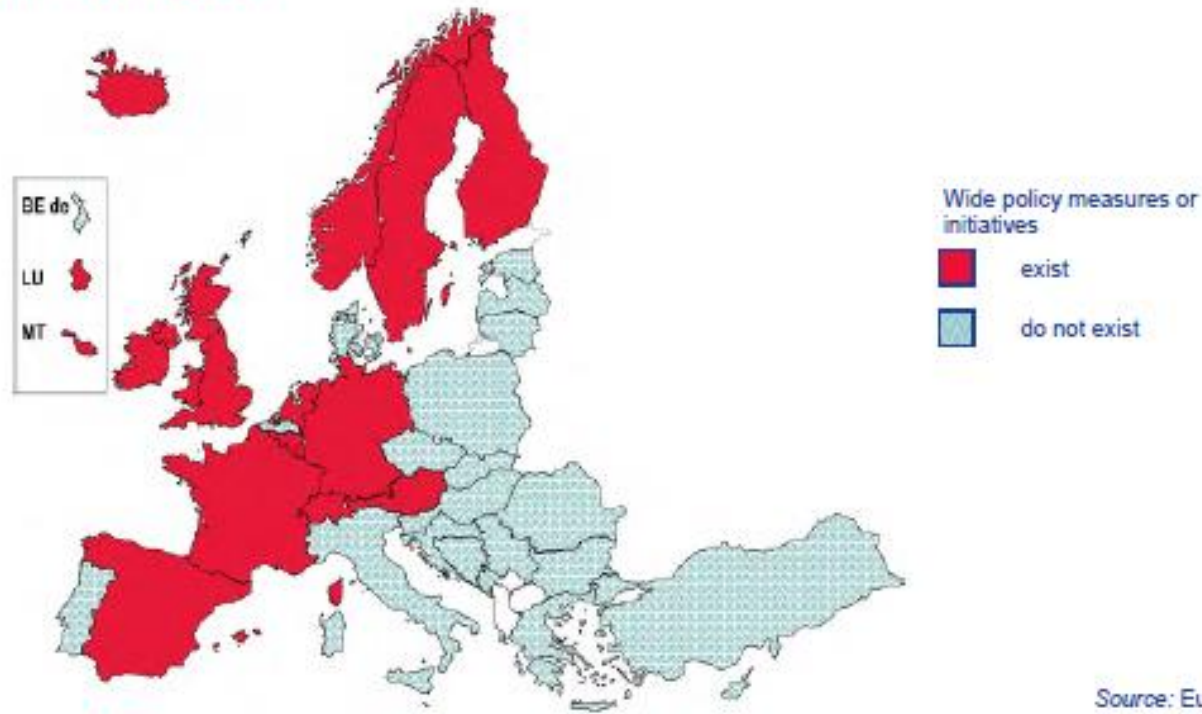 BE de
LU
MT
Wide policy measures or
initiatives
exist
do not exist
Source: Eu